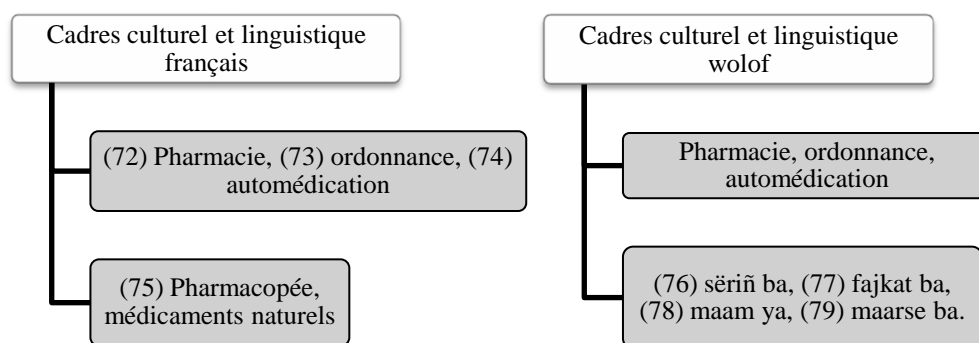 Cadres culturel et linguistique
français
(72) Pharmacie, (73) ordonnance, (74)
automédication
(75) Pharmacopée,
médicaments naturels
Cadres culturel et linguistique
wolof
Pharmacie, ordonnance,
automédication
(76) sëriñ ba, (77) fajkat ba,
(78) maam ya, (79) maarse ba.